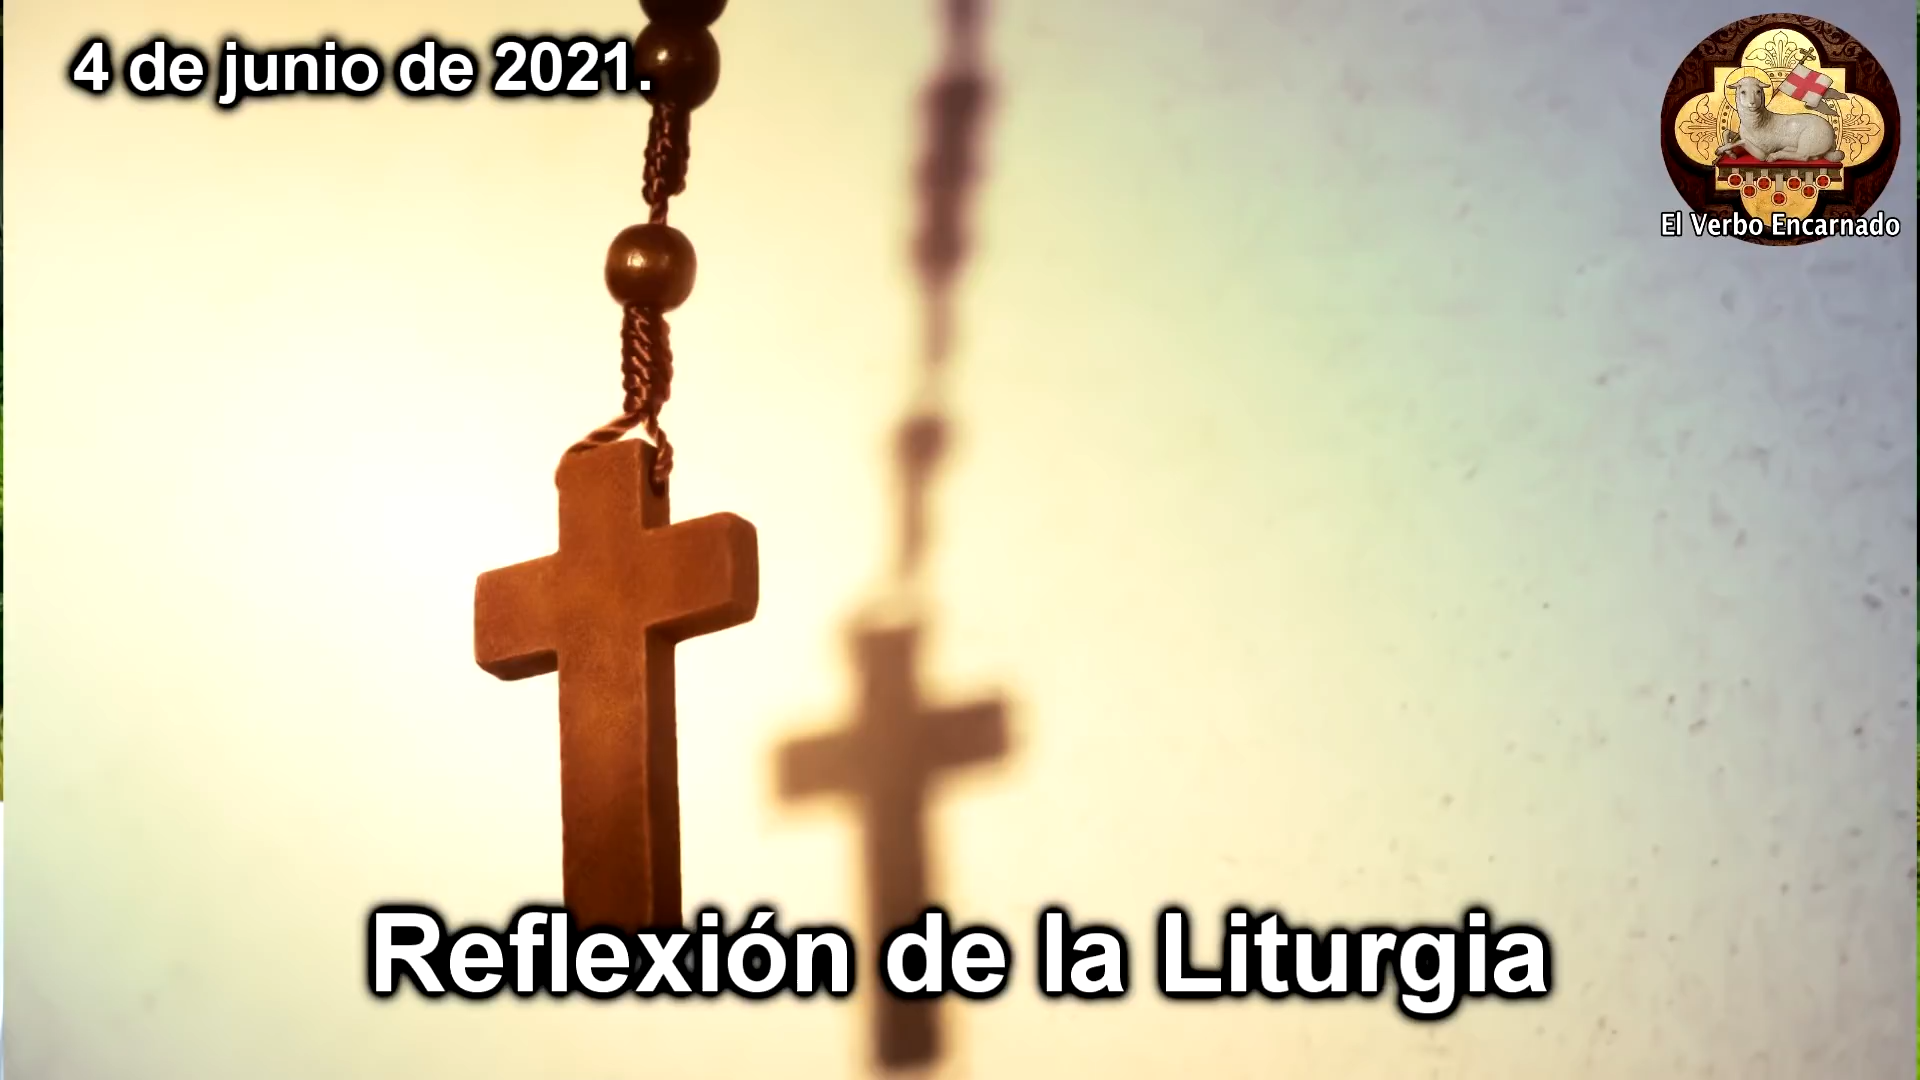 4 de junio de 2021.
El Verbo Encarnado
Reflexión de la Liturgia